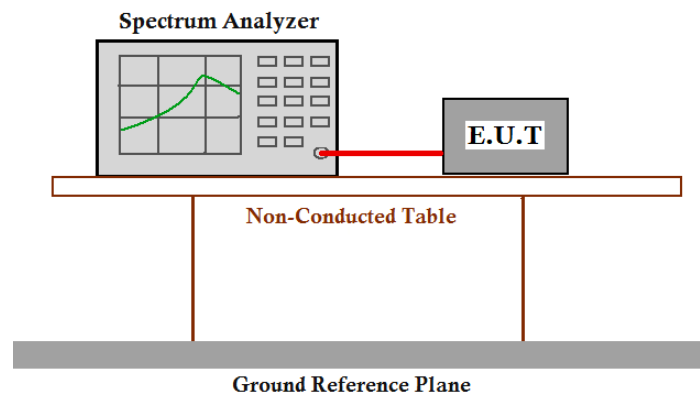 Spectrum Analyzer
E.U.T
Non-Conducted Table
Ground Reference Plane